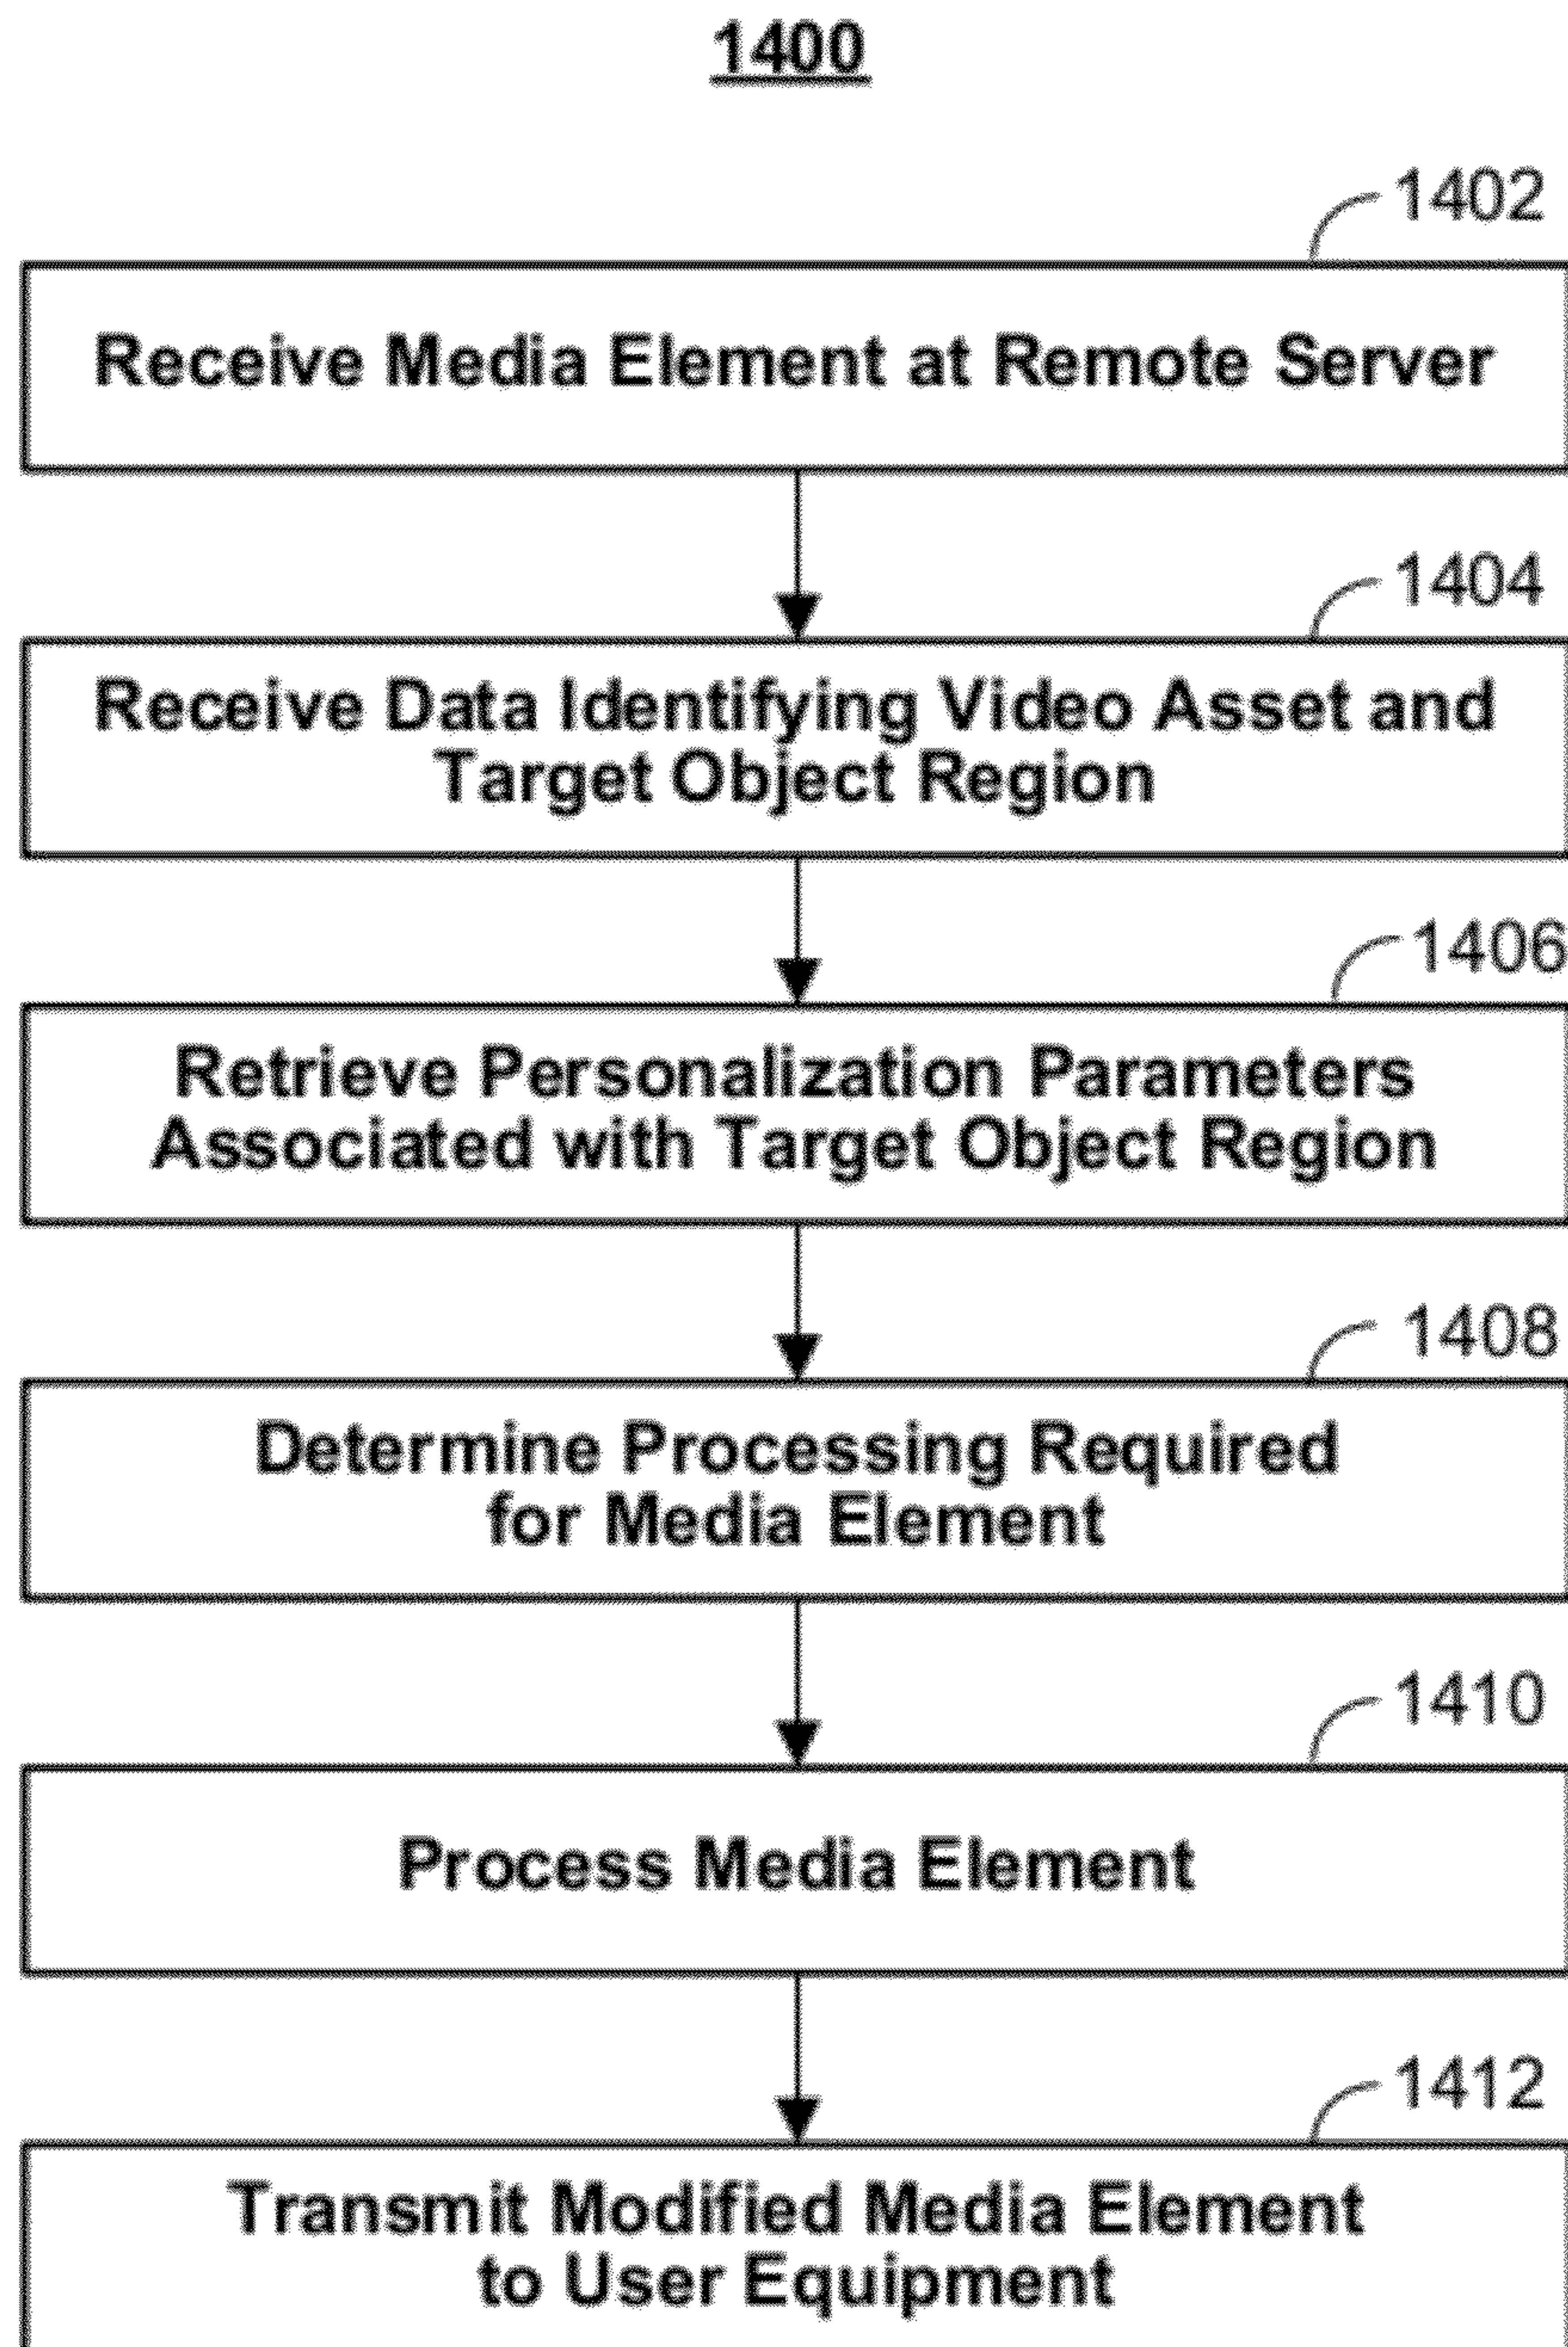 1400
1402
Receive Media Element at Remote Server
1404
Receive Data Identifying Video Asset and
Target Object Region
1406
Retrieve Personalization Parameters
Associated with Target Object Region
1408
Determine Processing Required
for Media Element
1410
Process Media Element
1412
Transmit Modified Media Element
to User Equipment